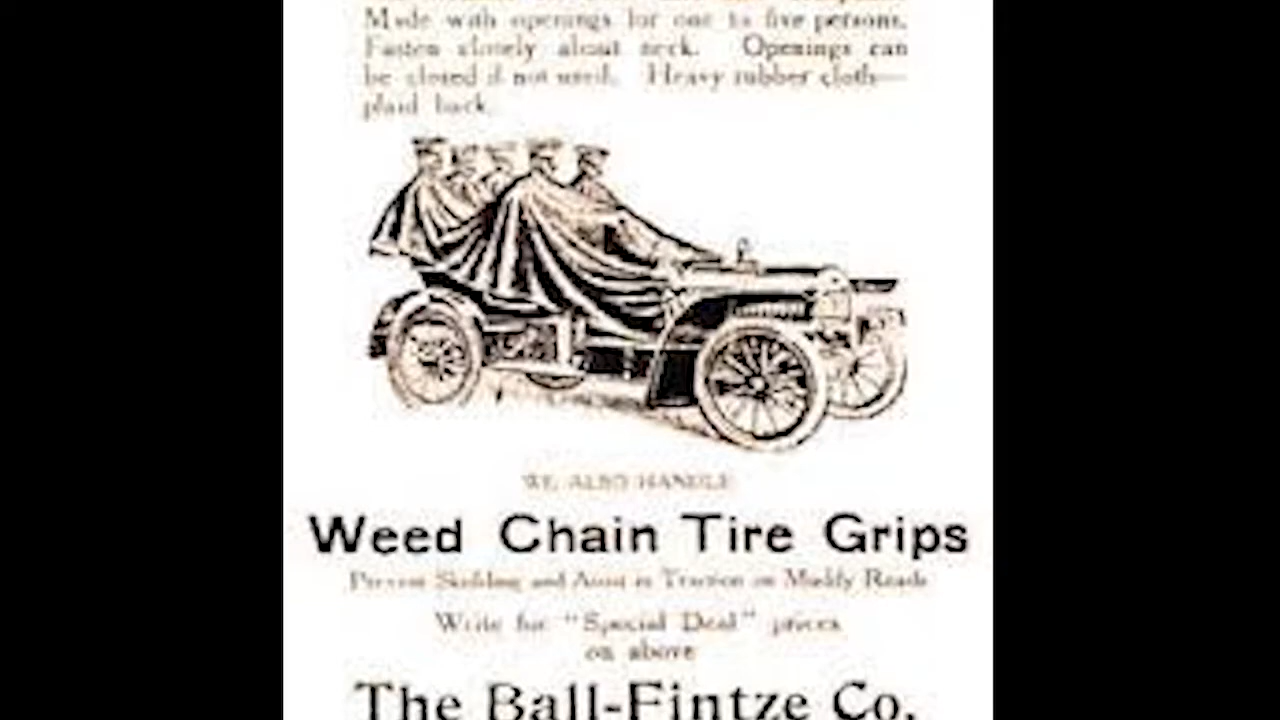 Made with openings for one to five persons.
Fasten closely about neck. Openings can
be closed if not used. Heavy rubber cloth—
plaid back.
WE ALSO HANDLE
Weed Chain Tire Grips
Prevent Skidding and Assist in Traction on Muddy Roads
Write for "Special Deal" prices
on above
The Ball-Fintze Co.